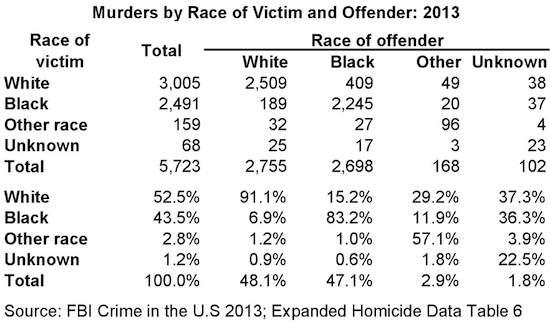 Murders by Race of Victim and Offender: 2013
Race of victim Total Race of offender
White Black Other Unknown
White 3,005 2,509 409 49 38
Black 2,491 189 2,245 20 37
Other race 159 32 27 96 4
Unknown 68 25 17 3 23
Total 5,723 2,755 2,698 168 102
White 52.5% 91.1% 15.2% 29.2% 37.3%
Black 43.5% 6.9% 83.2% 11.9% 36.3%
Other race 2.8% 1.2% 1.0% 57.1% 3.9%
Unknown 1.2% 0.9% 0.6% 1.8% 22.5%
Total 100.0% 48.1% 47.1% 2.9% 1.8%
Source: FBI Crime in the U.S 2013; Expanded Homicide Data Table 6